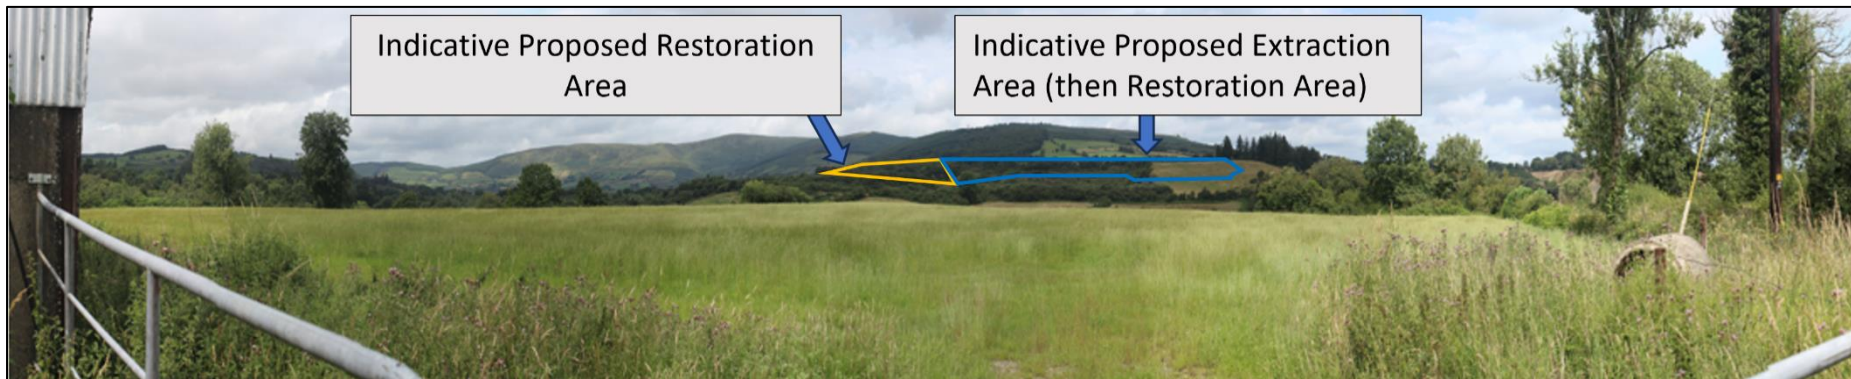 Indicative Proposed Restoration
Area
Indicative Proposed Extraction
Area (then Restoration Area)